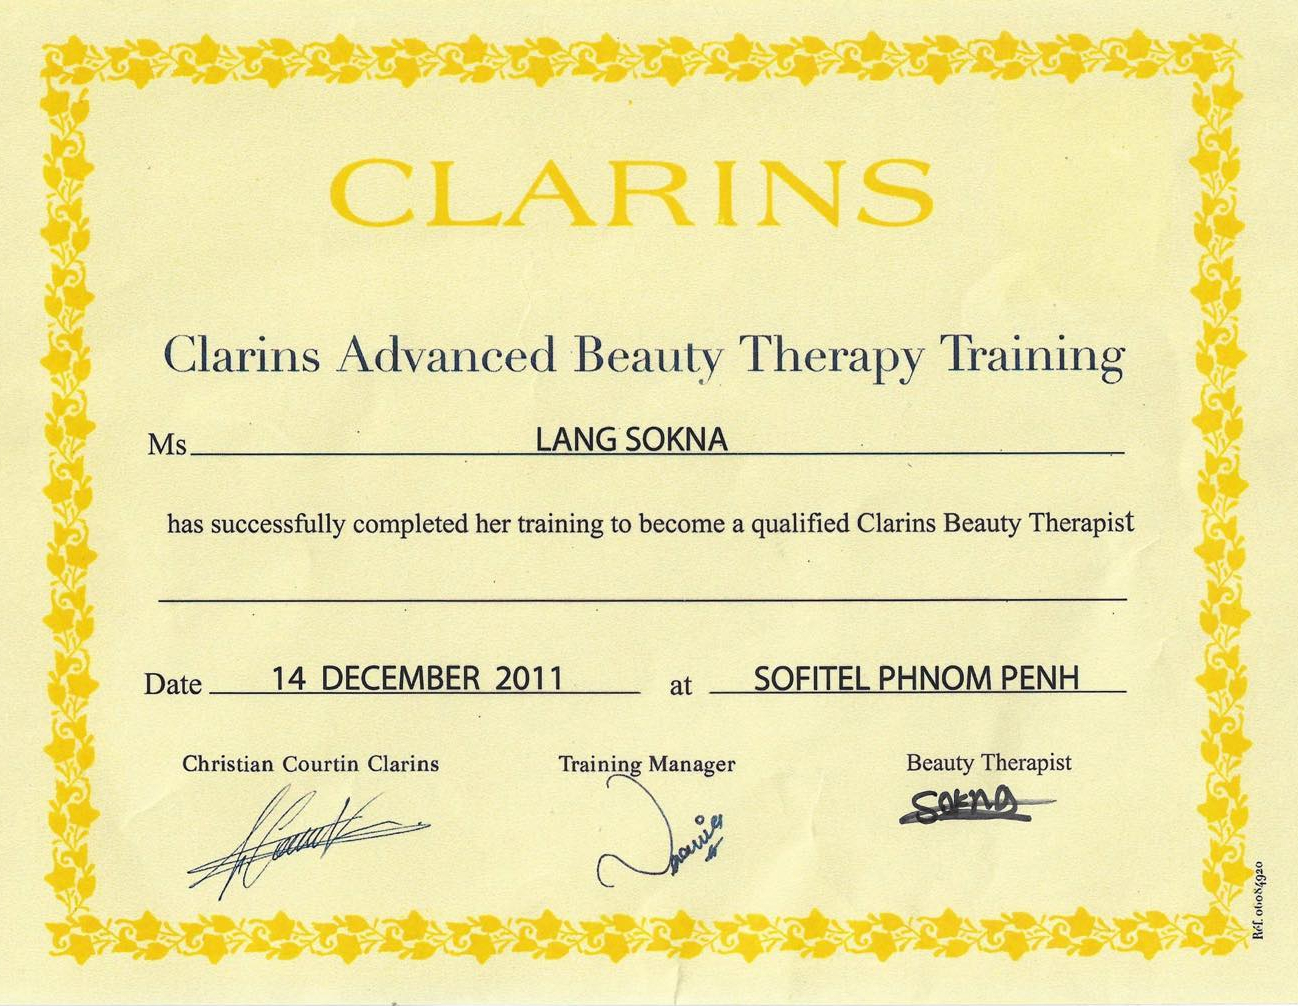 CLARINS
Clarins Advanced Beauty Therapy Training
Ms LANG SOKNA
has successfully completed her training to become a qualified Clarins Beauty Therapist
Date 14 DECEMBER 2011 at SOFITEL PHNOM PENH
Christian Courtin Clarins Training Manager Beauty Therapist
SOKNA
Réf. 06084920